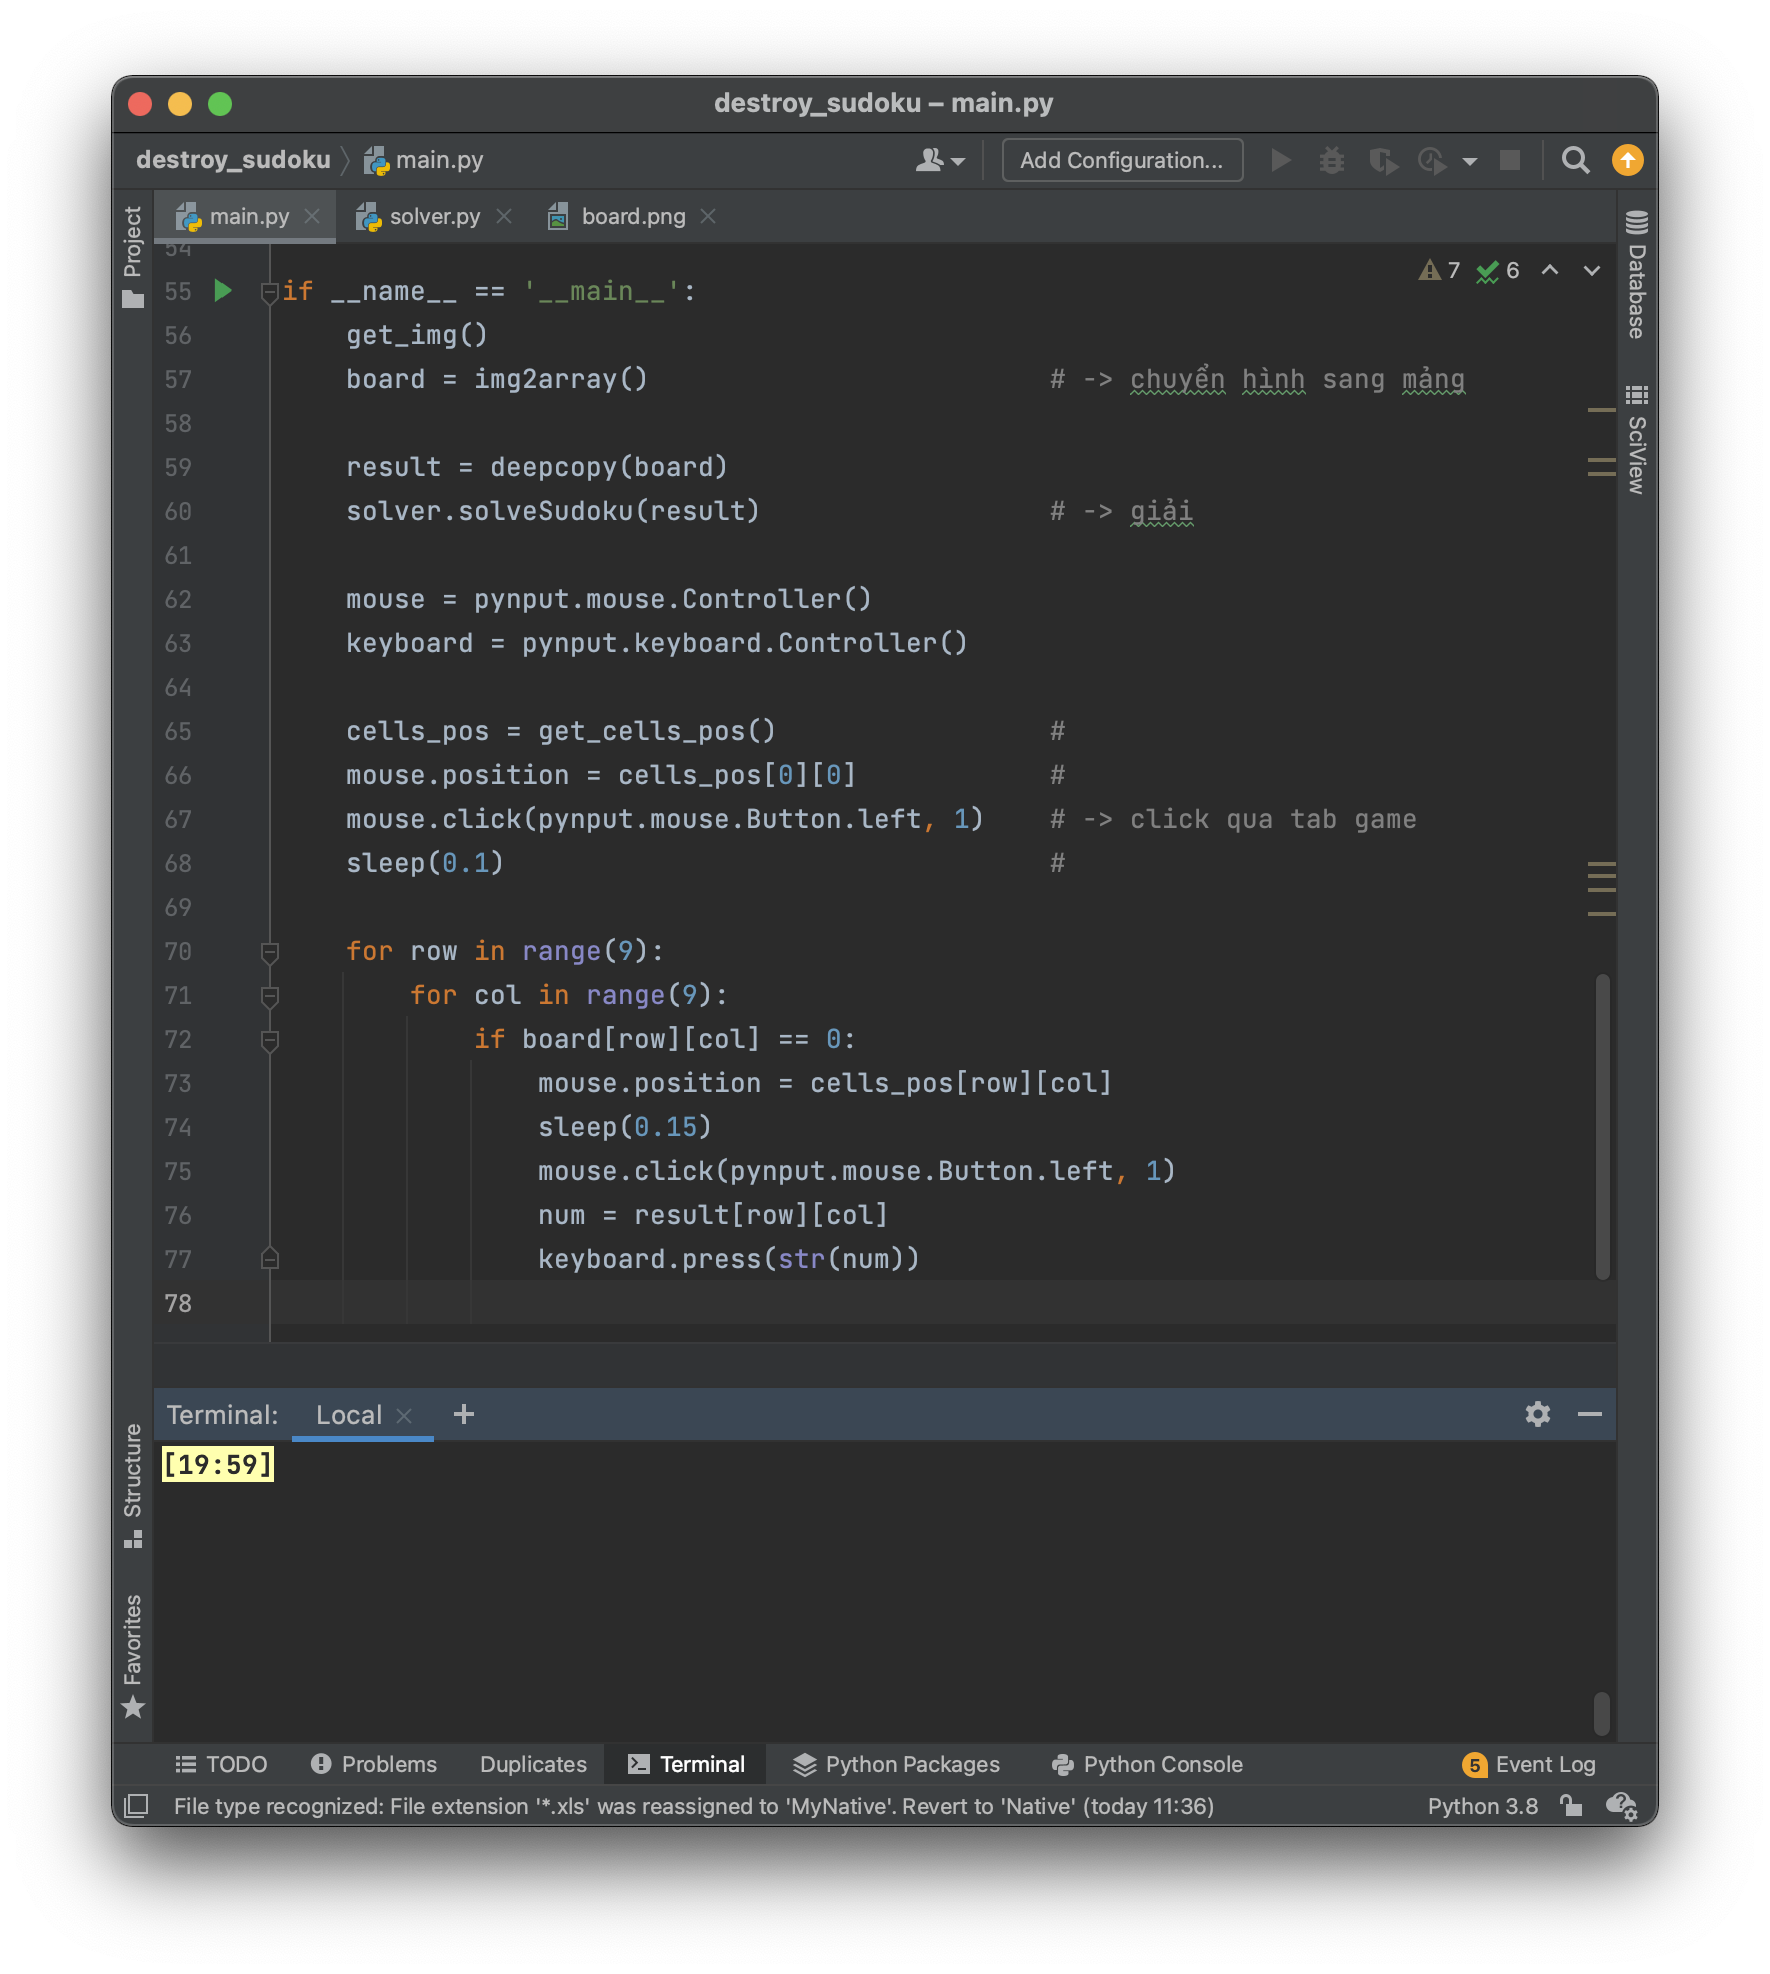 destroy_sudoku – main.py
destroy_sudoku main.py
Add Configuration...
main.py
solver.py
board.png
Project
Database
SciView
Structure
Favorites
7 6
54
55 if __name__ == '__main__':
56 get_img()
57 board = img2array() # -> chuyển hình sang mảng
58
59 result = deepcopy(board)
60 solver.solveSudoku(result) # -> giải
61
62 mouse = pynput.mouse.Controller()
63 keyboard = pynput.keyboard.Controller()
64
65 cells_pos = get_cells_pos() #
66 mouse.position = cells_pos[0][0] #
67 mouse.click(pynput.mouse.Button.left, 1) # -> click qua tab game
68 sleep(0.1) #
69
70 for row in range(9):
71 for col in range(9):
72 if board[row][col] == 0:
73 mouse.position = cells_pos[row][col]
74 sleep(0.15)
75 mouse.click(pynput.mouse.Button.left, 1)
76 num = result[row][col]
77 keyboard.press(str(num))
78
Terminal: Local
[19:59]
TODO Problems Duplicates Terminal Python Packages Python Console 5 Event Log
File type recognized: File extension '*.xls' was reassigned to 'MyNative'. Revert to 'Native' (today 11:36) Python 3.8